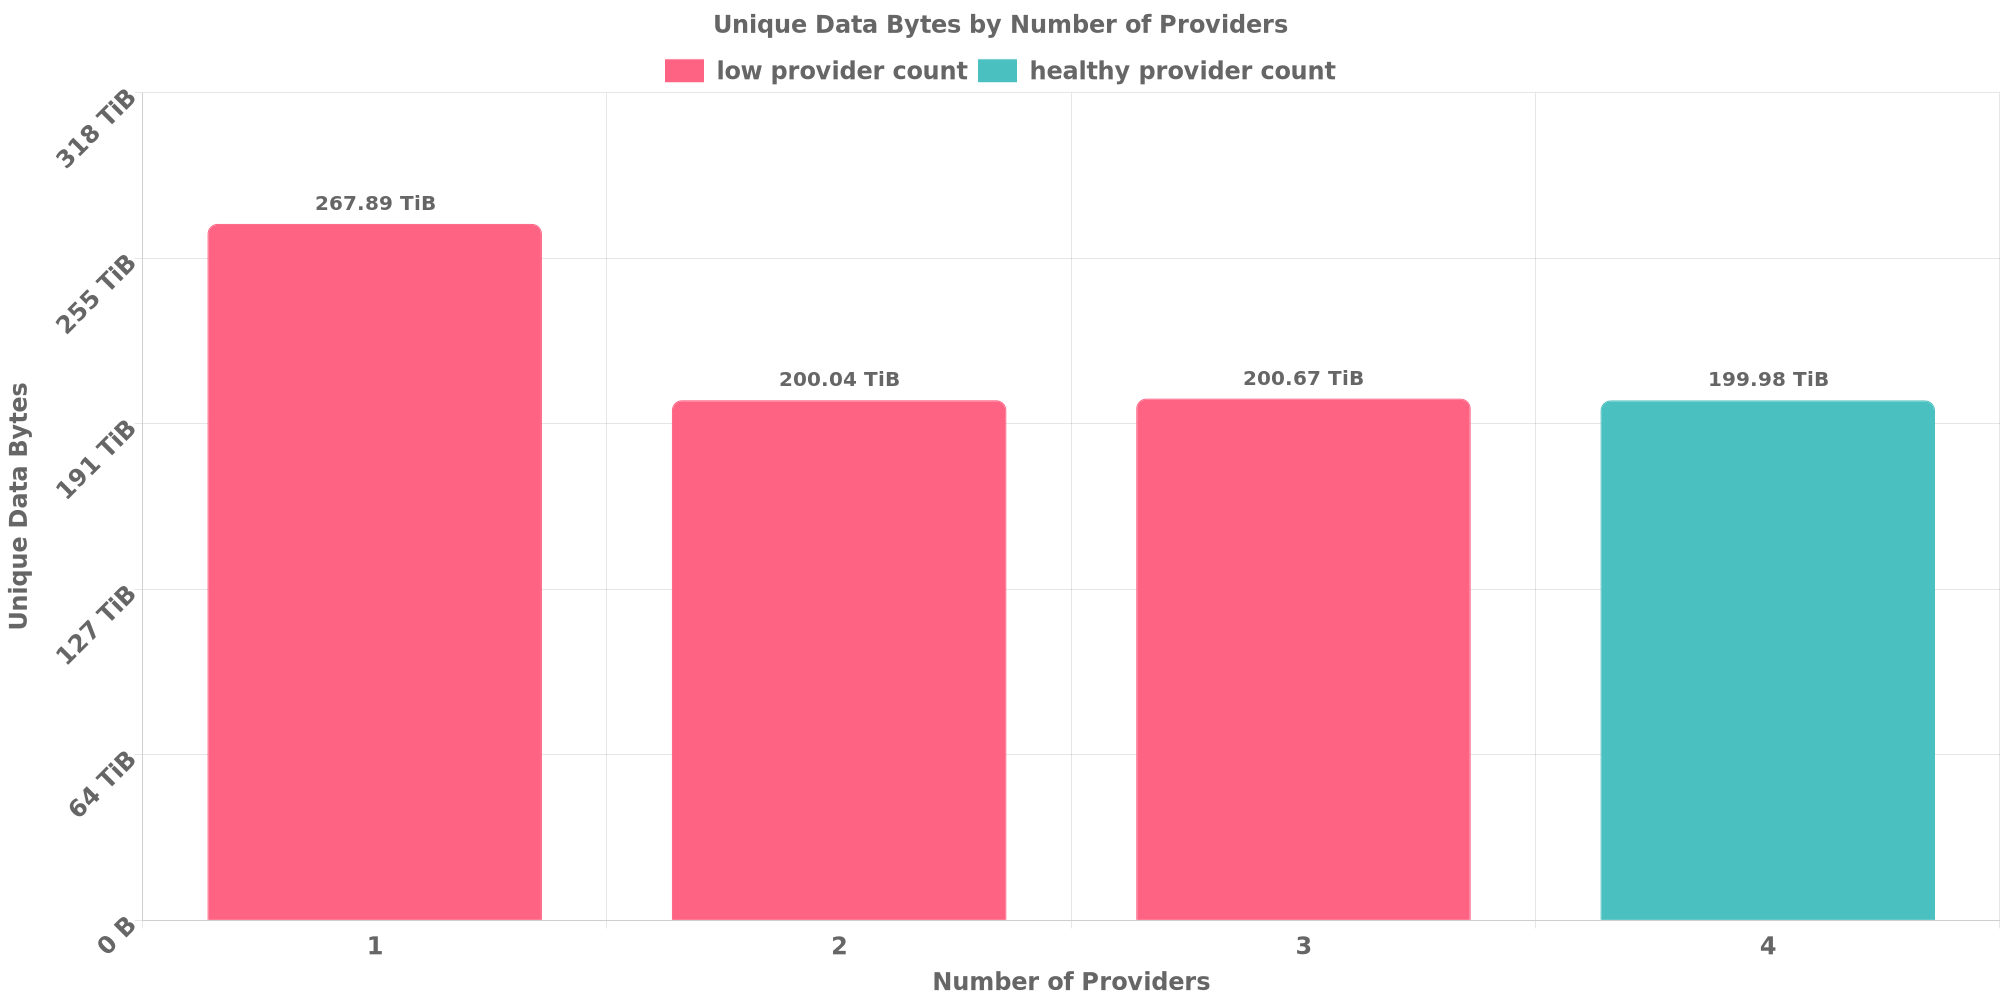 Unique Data Bytes by Number of Providers
low provider count healthy provider count
318 TiB
267.89 TiB
255 TiB
200.04 TiB 200.67 TiB 199.98 TiB
191 TiB
Unique Data Bytes
127 TiB
64 TiB
0 B
1 2 3 4
Number of Providers